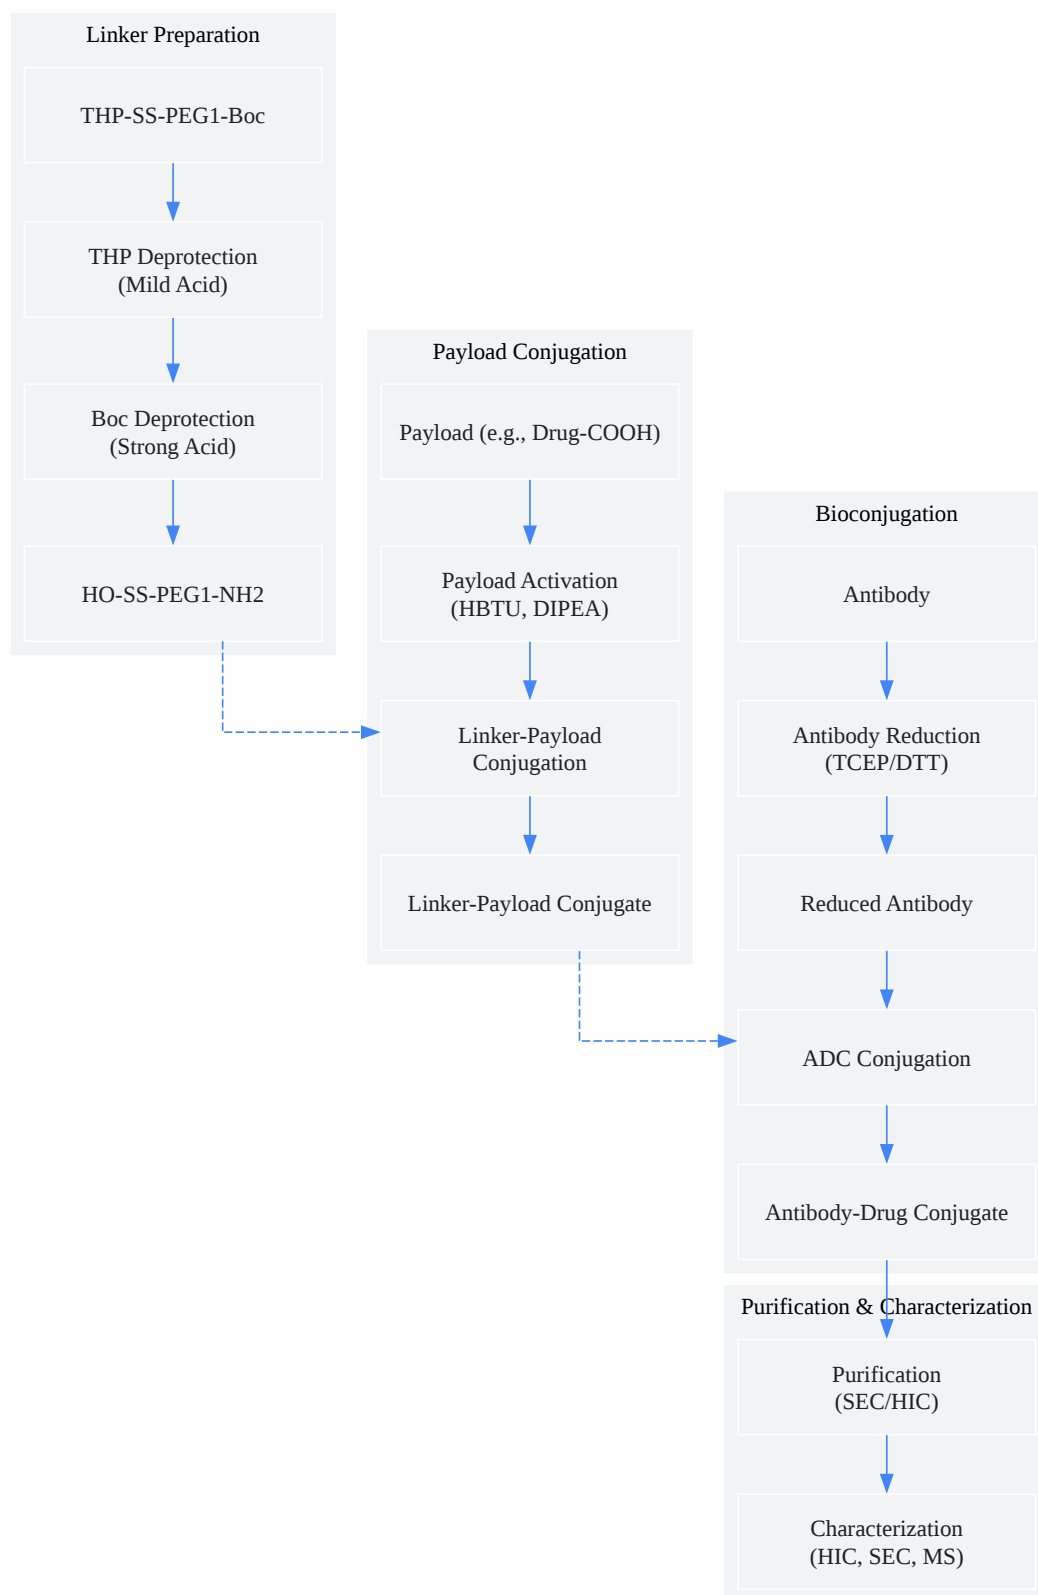 Linker Preparation
THP-SS-PEG1-Boc
THP Deprotection
(Mild Acid)
Boc Deprotection
(Strong Acid)
HO-SS-PEG1-NH2
Payload Conjugation
Payload (e.g., Drug-COOH)
Payload Activation
(HBTU, DIPEA)
Linker-Payload
Conjugation
Linker-Payload Conjugate
Bioconjugation
Antibody
Antibody Reduction
(TCEP/DTT)
Reduced Antibody
ADC Conjugation
Antibody-Drug Conjugate
Purification & Characterization
Purification
(SEC/HIC)
Characterization
(HIC, SEC, MS)